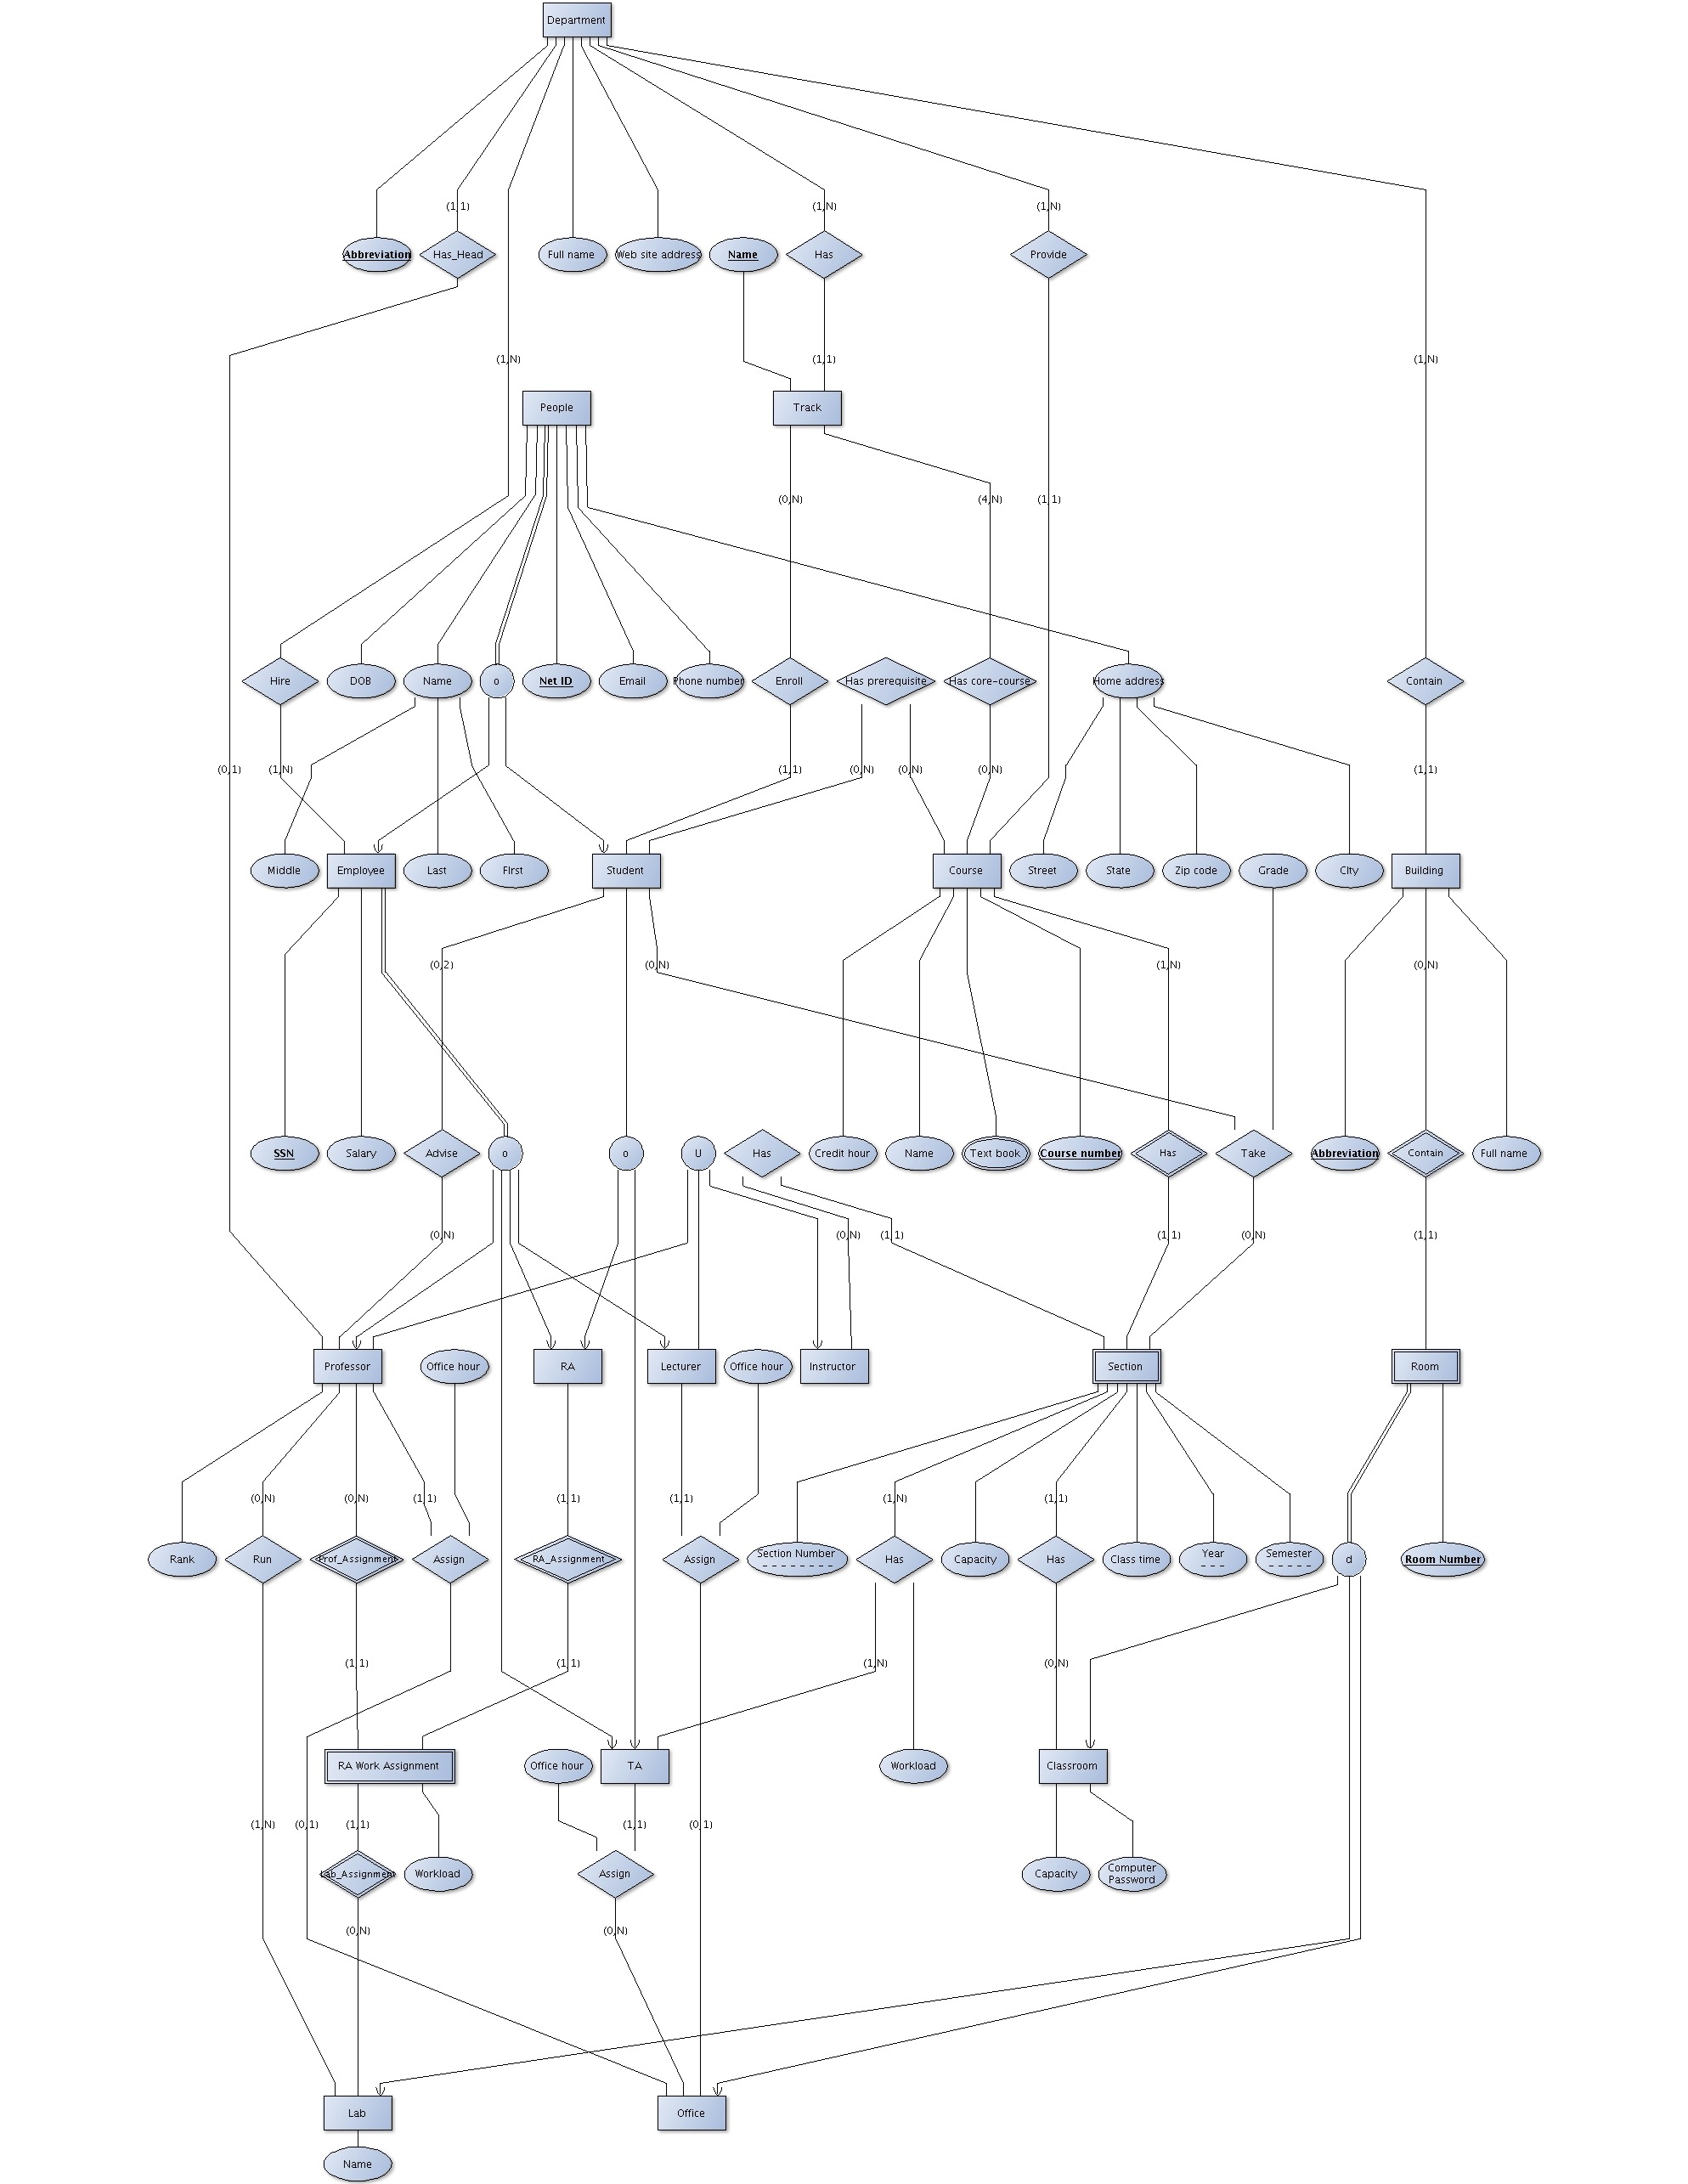 Department
(1,1)
(1,N)
(1,N)
Abbreviation
Has_Head
Full name
Web site address
Name
Has
Provide
(1,N)
(1,1)
(1,N)
People
Track
(0,N)
(4,N)
(1,1)
Hire
DOB
Name
o
Net ID
Email
Phone number
Enroll
Has prerequisite
Has core-course
Home address
Contain
(0,1)
(1,N)
(1,1)
(0,N)
(0,N)
(0,N)
(1,1)
Middle
Employee
Last
FIrst
Student
Course
Street
State
Zip code
Grade
CIty
Building
(0,2)
(0,N)
(1,N)
(0,N)
SSN
Salary
Advise
o
o
U
Has
Credit hour
Name
Text book
Course number
Has
Take
Abbreviation
Contain
Full name
(0,N)
(0,N)
(1,1)
(1,1)
(0,N)
(1,1)
Professor
Office hour
RA
Lecturer
Office hour
Instructor
Section
Room
(0,N)
(0,N)
(1,1)
(1,1)
(1,1)
(1,N)
(1,1)
Rank
Run
Prof_Assignment
Assign
RA_Assignment
Assign
Section Number
Has
Capacity
Has
Class time
Year
Semester
d
Room Number
(1,1)
(1,1)
(1,N)
(0,N)
RA Work Assignment
Office hour
TA
Workload
Classroom
(1,N)
(0,1)
(1,1)
(1,1)
(0,1)
Lab_Assignment
Workload
Assign
Capacity
Computer
Password
(0,N)
(0,N)
Lab
Office
Name